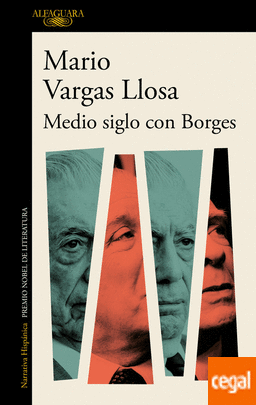 ALFAGUARA
Mario
Vargas Llosa
Medio siglo con Borges
Narrativa Hispánica
PREMIO NOBEL DE LITERATURA
cegal